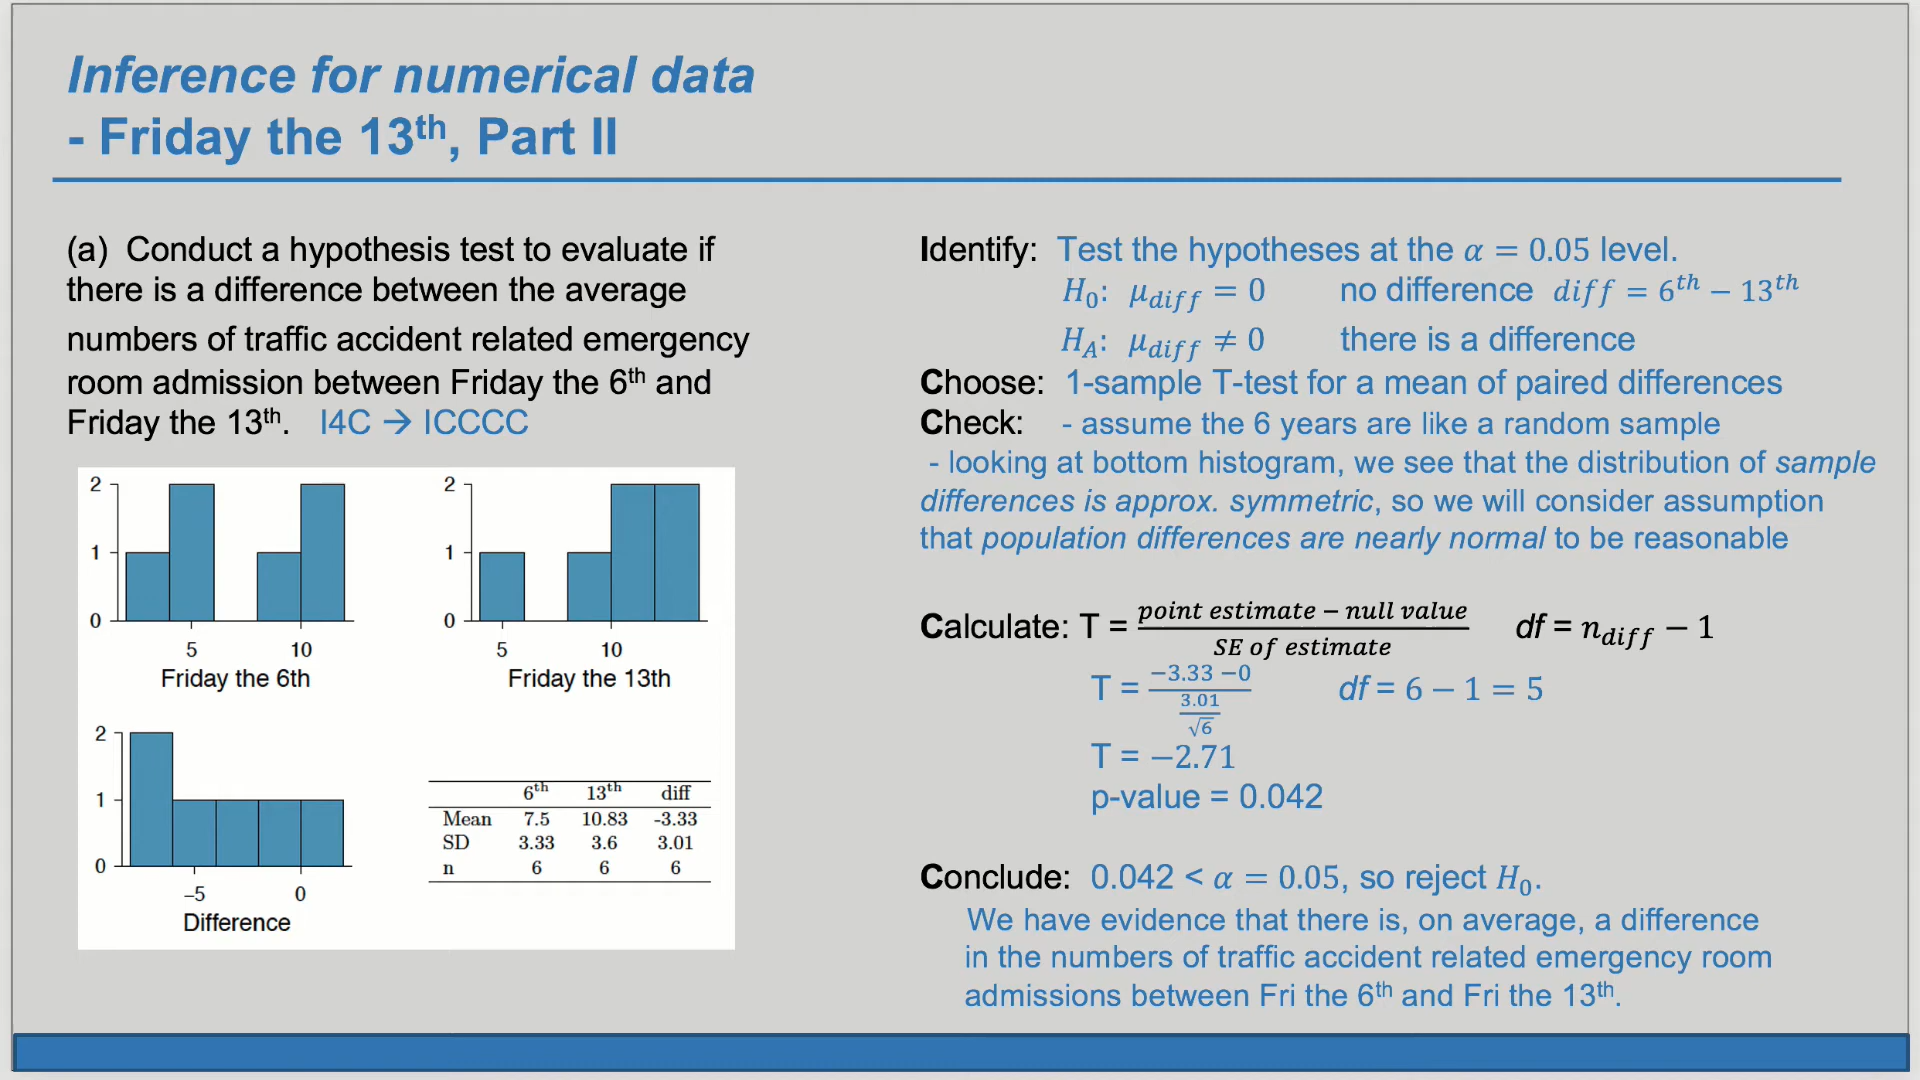 Inference for numerical data
- Friday the 13th, Part II
(a) Conduct a hypothesis test to evaluate if
there is a difference between the average
numbers of traffic accident related emergency
room admission between Friday the 6th and
Friday the 13th. I4C → ICCCC
2
1
0
5 10
Friday the 6th
2
1
0
5 10
Friday the 13th
2
1
0
−5 0
Difference
6th 13th diff
Mean 7.5 10.83 -3.33
SD 3.33 3.6 3.01
n 6 6 6
Identify: Test the hypotheses at the α = 0.05 level.
H₀: μdiff = 0 no difference diff = 6th − 13th
H_A: μdiff ≠ 0 there is a difference
Choose: 1-sample T-test for a mean of paired differences
Check: - assume the 6 years are like a random sample
- looking at bottom histogram, we see that the distribution of sample
differences is approx. symmetric, so we will consider assumption
that population differences are nearly normal to be reasonable
Calculate: T = point estimate − null value / SE of estimate df = n_diff − 1
T = −3.33 −0 / 3.01 / √6 df = 6 − 1 = 5
T = −2.71
p-value = 0.042
Conclude: 0.042 < α = 0.05, so reject H₀.
We have evidence that there is, on average, a difference
in the numbers of traffic accident related emergency room
admissions between Fri the 6th and Fri the 13th.